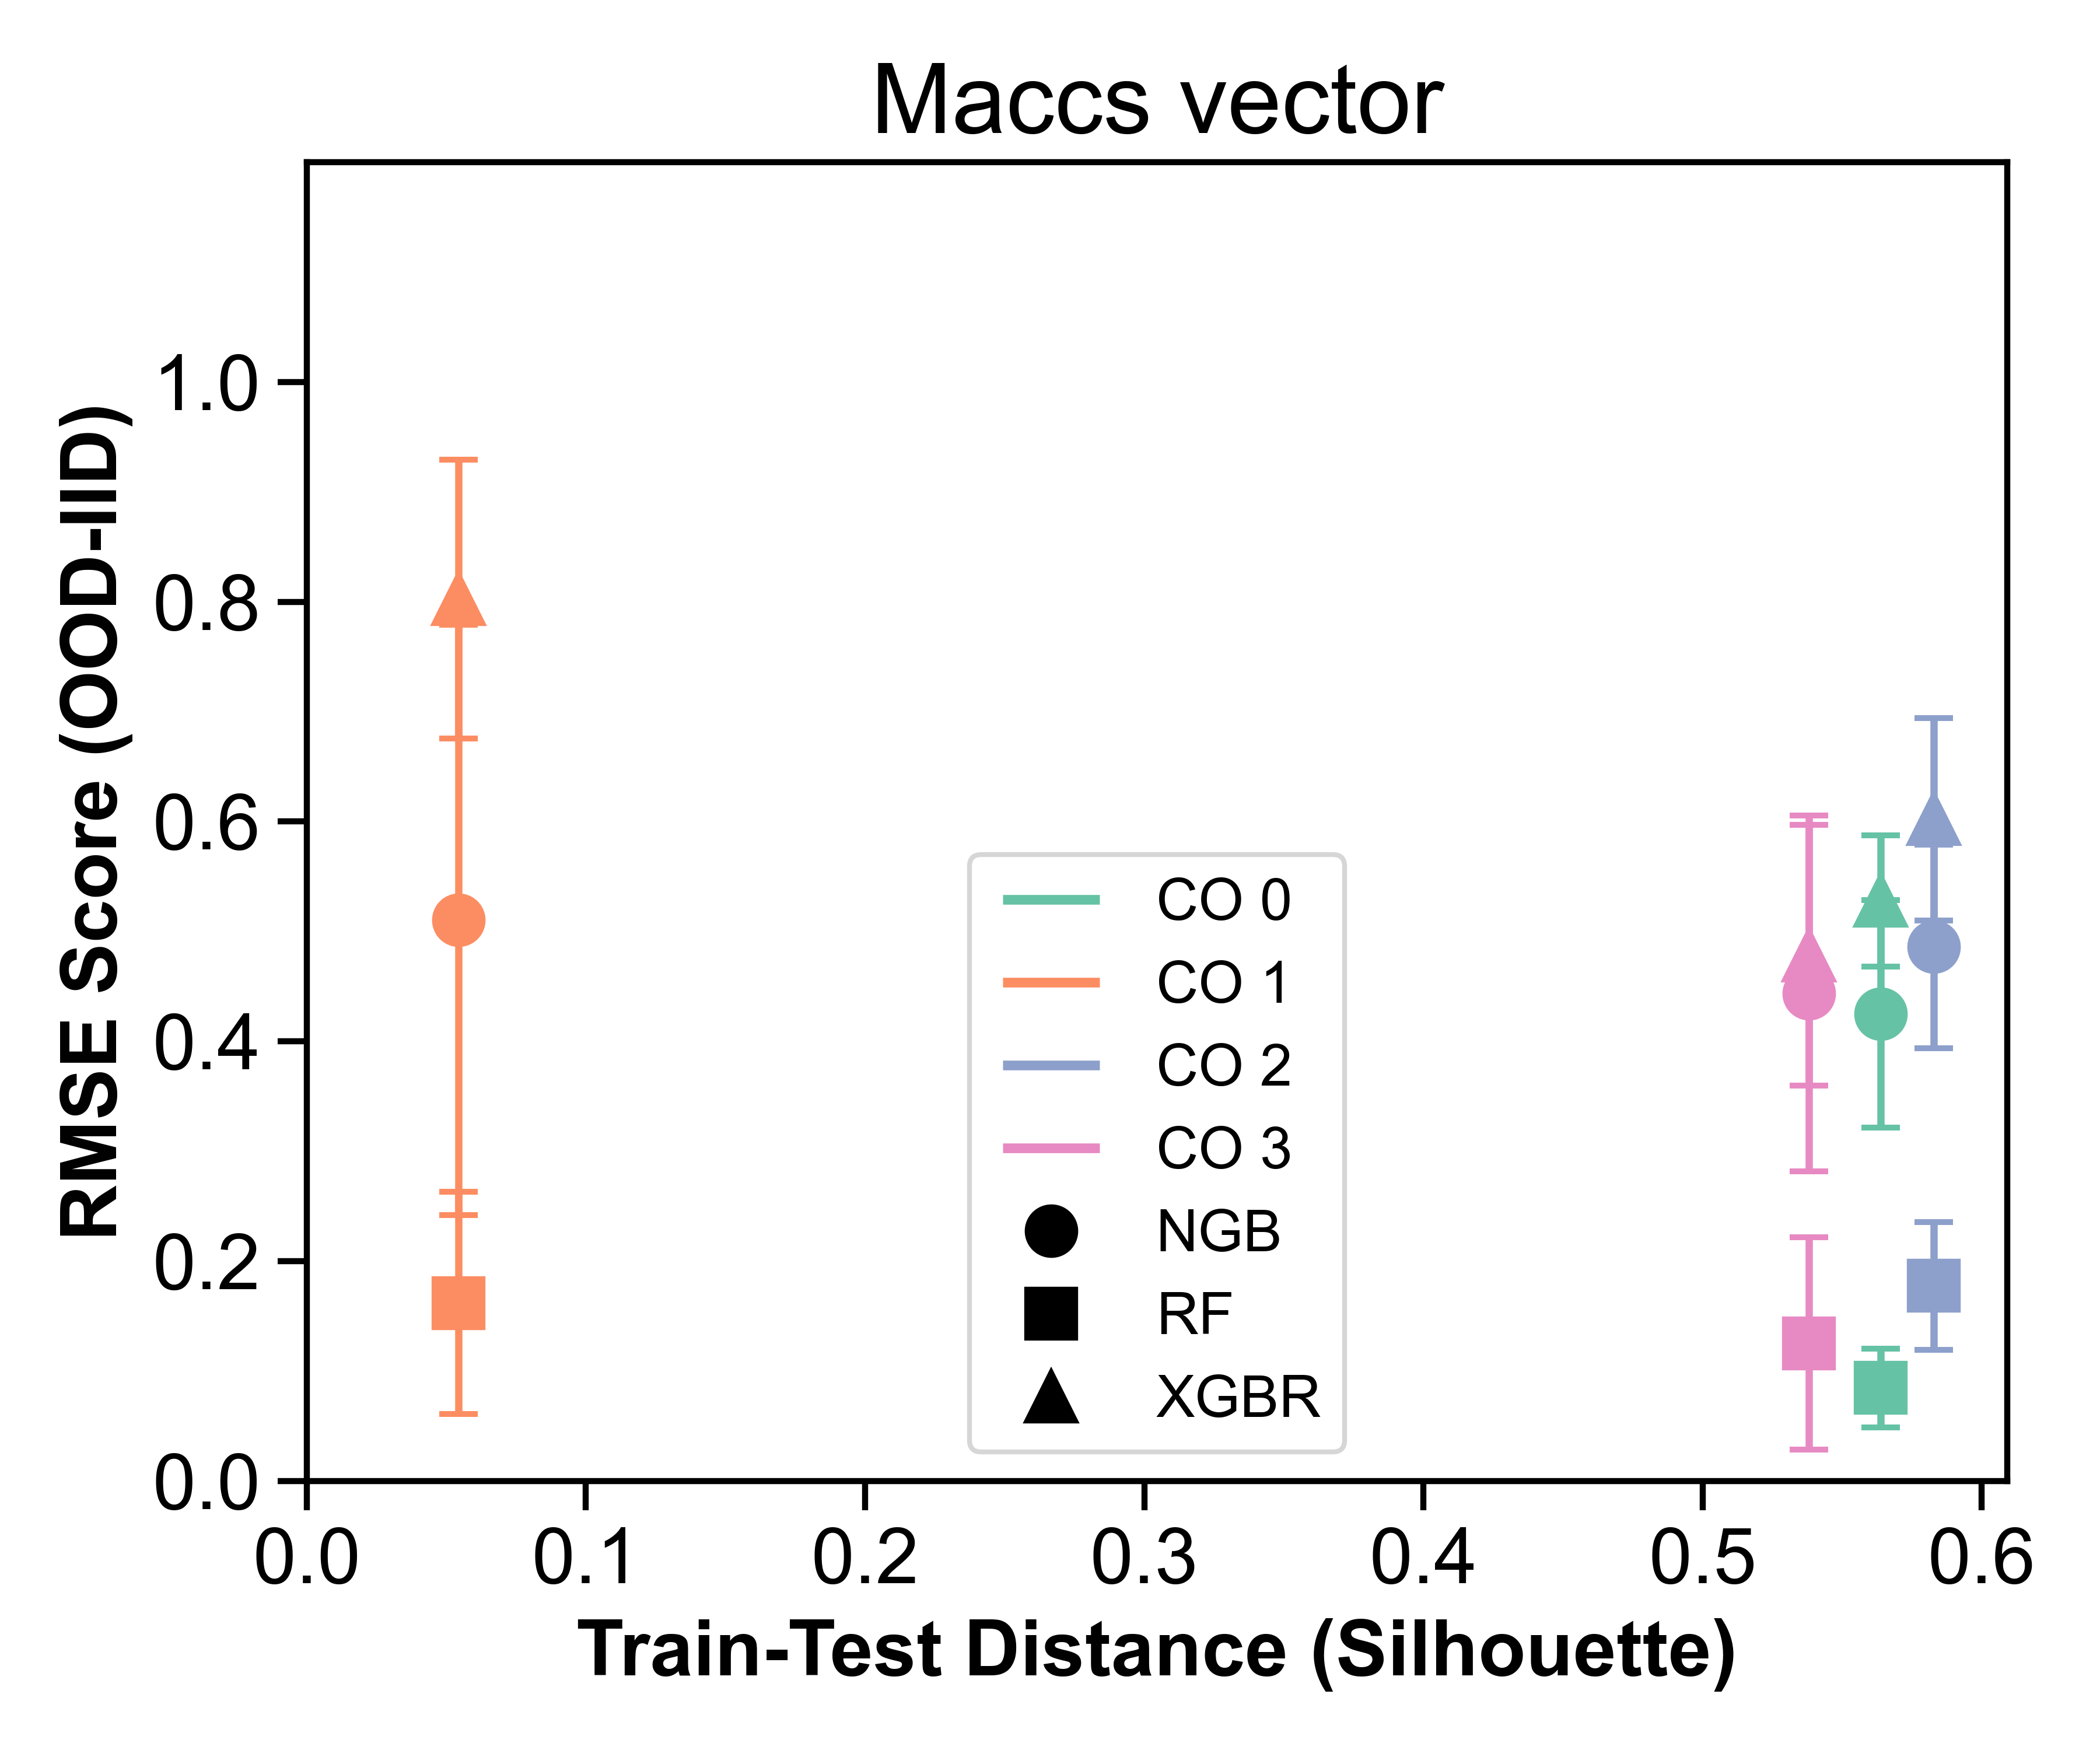 Maccs vector
RMSE Score (OOD-IID)
1.0
0.8
0.6
0.4
0.2
0.0
CO 0
CO 1
CO 2
CO 3
NGB
RF
XGBR
0.0 0.1 0.2 0.3 0.4 0.5 0.6
Train-Test Distance (Silhouette)